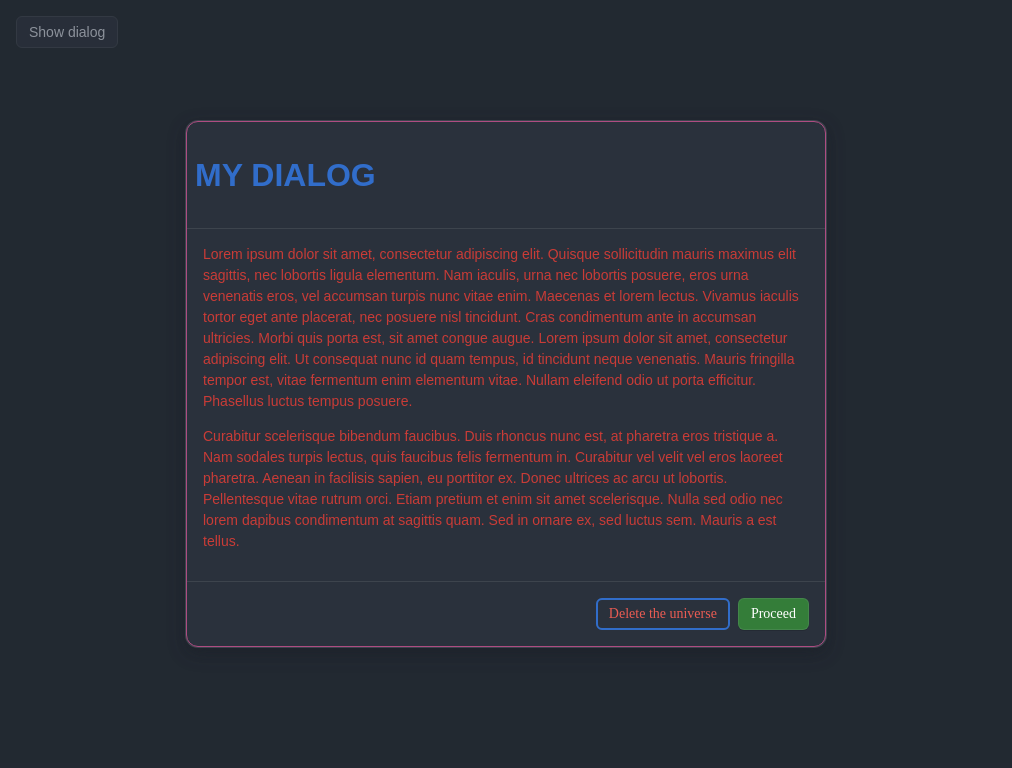 Show dialog
MY DIALOG
Lorem ipsum dolor sit amet, consectetur adipiscing elit. Quisque sollicitudin mauris maximus elit
sagittis, nec lobortis ligula elementum. Nam iaculis, urna nec lobortis posuere, eros urna
venenatis eros, vel accumsan turpis nunc vitae enim. Maecenas et lorem lectus. Vivamus iaculis
tortor eget ante placerat, nec posuere nisl tincidunt. Cras condimentum ante in accumsan
ultricies. Morbi quis porta est, sit amet congue augue. Lorem ipsum dolor sit amet, consectetur
adipiscing elit. Ut consequat nunc id quam tempus, id tincidunt neque venenatis. Mauris fringilla
tempor est, vitae fermentum enim elementum vitae. Nullam eleifend odio ut porta efficitur.
Phasellus luctus tempus posuere.
Curabitur scelerisque bibendum faucibus. Duis rhoncus nunc est, at pharetra eros tristique a.
Nam sodales turpis lectus, quis faucibus felis fermentum in. Curabitur vel velit vel eros laoreet
pharetra. Aenean in facilisis sapien, eu porttitor ex. Donec ultrices ac arcu ut lobortis.
Pellentesque vitae rutrum orci. Etiam pretium et enim sit amet scelerisque. Nulla sed odio nec
lorem dapibus condimentum at sagittis quam. Sed in ornare ex, sed luctus sem. Mauris a est
tellus.
Delete the universe
Proceed